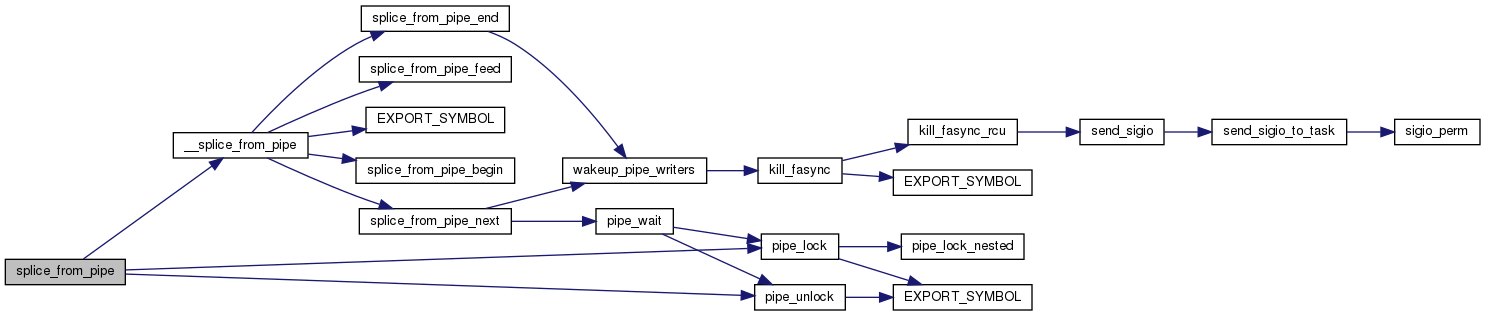 splice_from_pipe_end
splice_from_pipe_feed
EXPORT_SYMBOL
__splice_from_pipe
splice_from_pipe_begin
splice_from_pipe_next
splice_from_pipe
wakeup_pipe_writers
pipe_wait
kill_fasync
pipe_lock
pipe_unlock
kill_fasync_rcu
EXPORT_SYMBOL
pipe_lock_nested
EXPORT_SYMBOL
send_sigio
send_sigio_to_task
sigio_perm